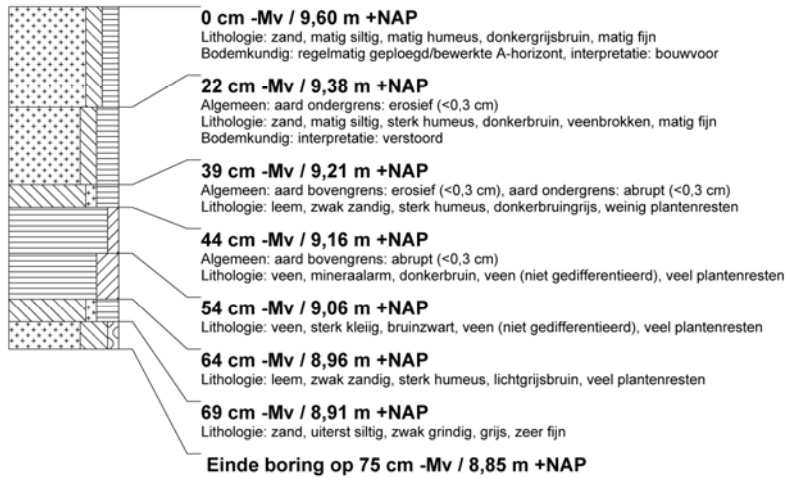 0 cm -Mv / 9,60 m +NAP
Lithologie: zand, matig siltig, matig humeus, donkergrijsbruin, matig fijn
Bodemkundig: regelmatig geploegd/bewerkte A-horizont, interpretatie: bouwvoor
22 cm -Mv / 9,38 m +NAP
Algemeen: aard ondergrens: erosief (<0,3 cm)
Lithologie: zand, matig siltig, sterk humeus, donkerbruin, veenbrokken, matig fijn
Bodemkundig: interpretatie: verstoord
39 cm -Mv / 9,21 m +NAP
Algemeen: aard bovengrens: erosief (<0,3 cm), aard ondergrens: abrupt (<0,3 cm)
Lithologie: leem, zwak zandig, sterk humeus, donkerbruingrijs, weinig plantenresten
44 cm -Mv / 9,16 m +NAP
Algemeen: aard bovengrens: abrupt (<0,3 cm)
Lithologie: veen, mineraalarm, donkerbruin, veen (niet gedifferentieerd), veel plantenresten
54 cm -Mv / 9,06 m +NAP
Lithologie: veen, sterk kleiig, bruinzwart, veen (niet gedifferentieerd), veel plantenresten
64 cm -Mv / 8,96 m +NAP
Lithologie: leem, zwak zandig, sterk humeus, lichtgrijsbruin, veel plantenresten
69 cm -Mv / 8,91 m +NAP
Lithologie: zand, uiterst siltig, zwak grindig, grijs, zeer fijn
Einde boring op 75 cm -Mv / 8,85 m +NAP